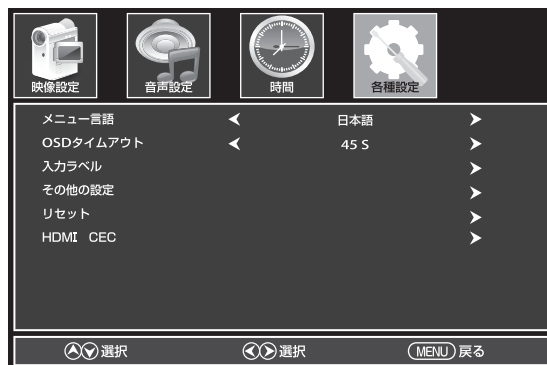 映像設定
音声設定
時間
各種設定
メニュー言語 日本語
OSDタイムアウト 45 S
入力ラベル
その他の設定
リセット
HDMI CEC
選択 選択 MENU 戻る